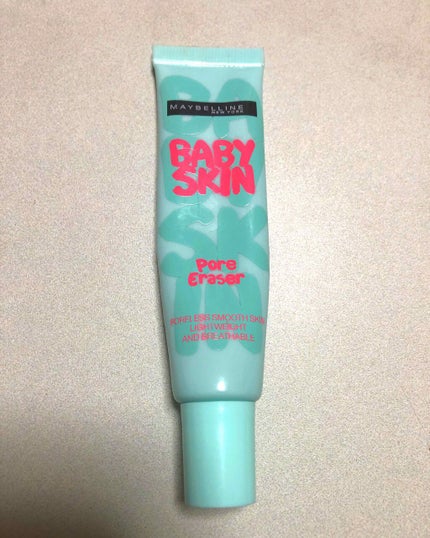 MAYBELLINE
NEW YORK
BABY
SKIN
Pore
Eraser
PORELESS SMOOTH SKIN
LIGHTWEIGHT
AND BREATHABLE